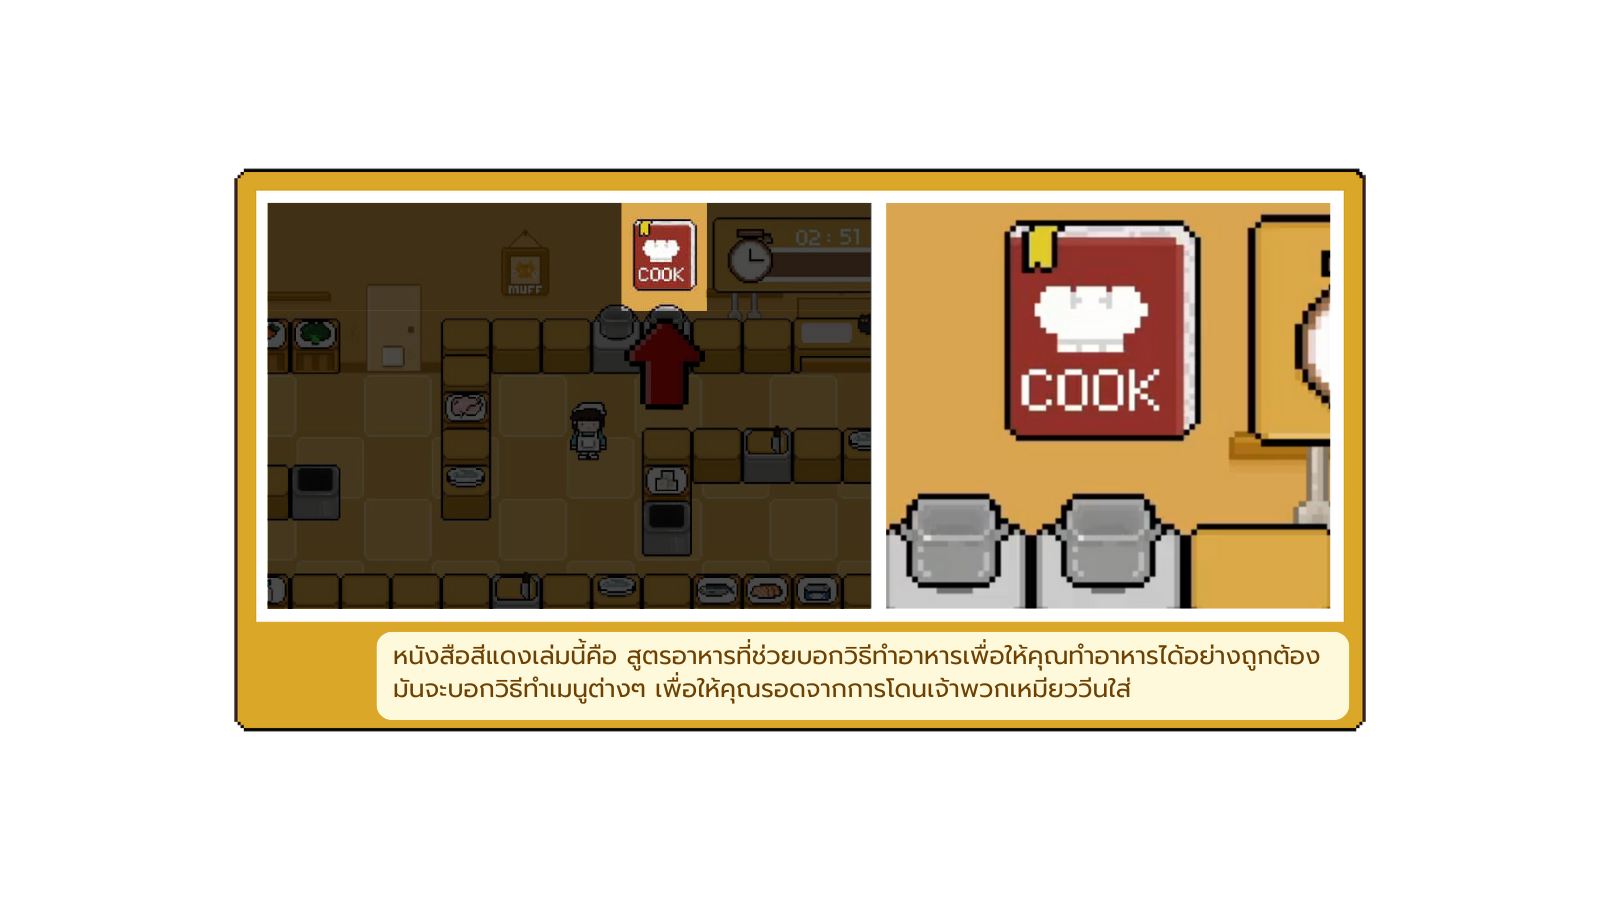 MUFF
COOK
02:51
COOK
หนังสือสีแดงเล่มนี้คือ สูตรอาหารที่ช่วยบอกวิธีทำอาหารเพื่อให้คุณทำอาหารได้อย่างถูกต้อง
มันจะบอกวิธีทำเมนูต่างๆ เพื่อให้คุณรอดจากการโดนเจ้าพวกเหมียววีนใส่